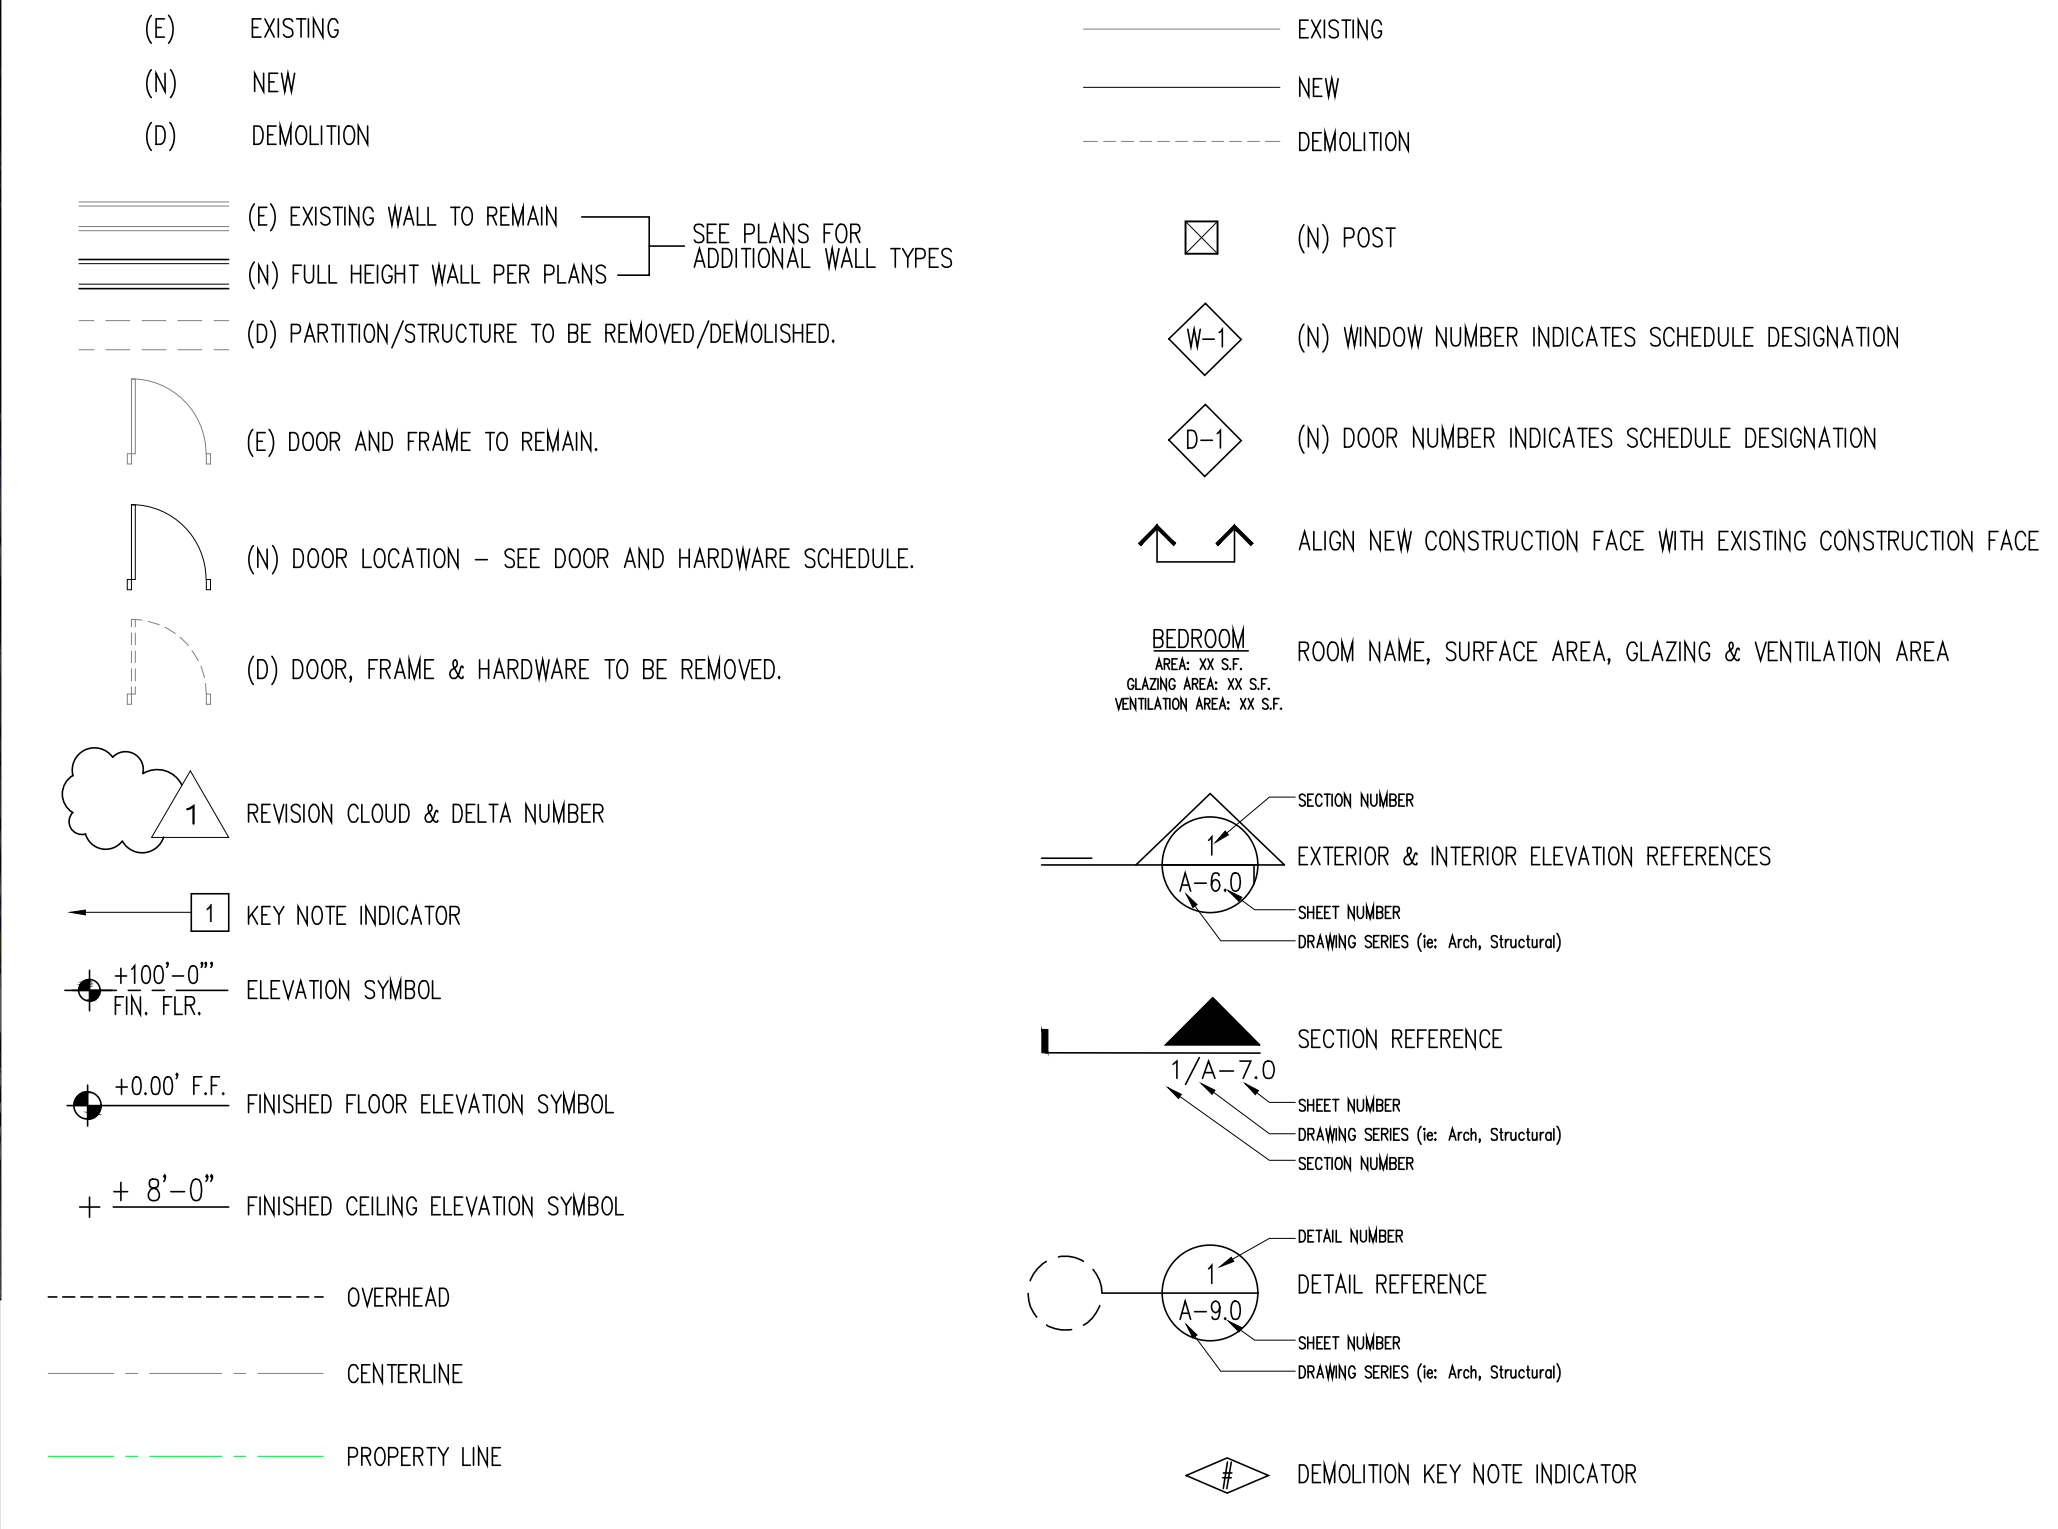 (E) EXISTING
(N) NEW
(D) DEMOLITION
(E) EXISTING WALL TO REMAIN
(N) FULL HEIGHT WALL PER PLANS
SEE PLANS FOR
ADDITIONAL WALL TYPES
(D) PARTITION/STRUCTURE TO BE REMOVED/DEMOLISHED.
(E) DOOR AND FRAME TO REMAIN.
(N) DOOR LOCATION – SEE DOOR AND HARDWARE SCHEDULE.
(D) DOOR, FRAME & HARDWARE TO BE REMOVED.
1 REVISION CLOUD & DELTA NUMBER
1 KEY NOTE INDICATOR
+100'-0"'
FIN. FLR.
ELEVATION SYMBOL
+0.00' F.F.
FINISHED FLOOR ELEVATION SYMBOL
+ 8'-0"
FINISHED CEILING ELEVATION SYMBOL
OVERHEAD
CENTERLINE
PROPERTY LINE
EXISTING
NEW
DEMOLITION
(N) POST
W-1 (N) WINDOW NUMBER INDICATES SCHEDULE DESIGNATION
D-1 (N) DOOR NUMBER INDICATES SCHEDULE DESIGNATION
ALIGN NEW CONSTRUCTION FACE WITH EXISTING CONSTRUCTION FACE
BEDROOM
AREA: XX S.F.
GLAZING AREA: XX S.F.
VENTILATION AREA: XX S.F.
ROOM NAME, SURFACE AREA, GLAZING & VENTILATION AREA
SECTION NUMBER
1
EXTERIOR & INTERIOR ELEVATION REFERENCES
A-6.0
SHEET NUMBER
DRAWING SERIES (ie: Arch, Structural)
SECTION REFERENCE
1/A-7.0
SHEET NUMBER
DRAWING SERIES (ie: Arch, Structural)
SECTION NUMBER
DETAIL NUMBER
1
DETAIL REFERENCE
A-9.0
SHEET NUMBER
DRAWING SERIES (ie: Arch, Structural)
# DEMOLITION KEY NOTE INDICATOR